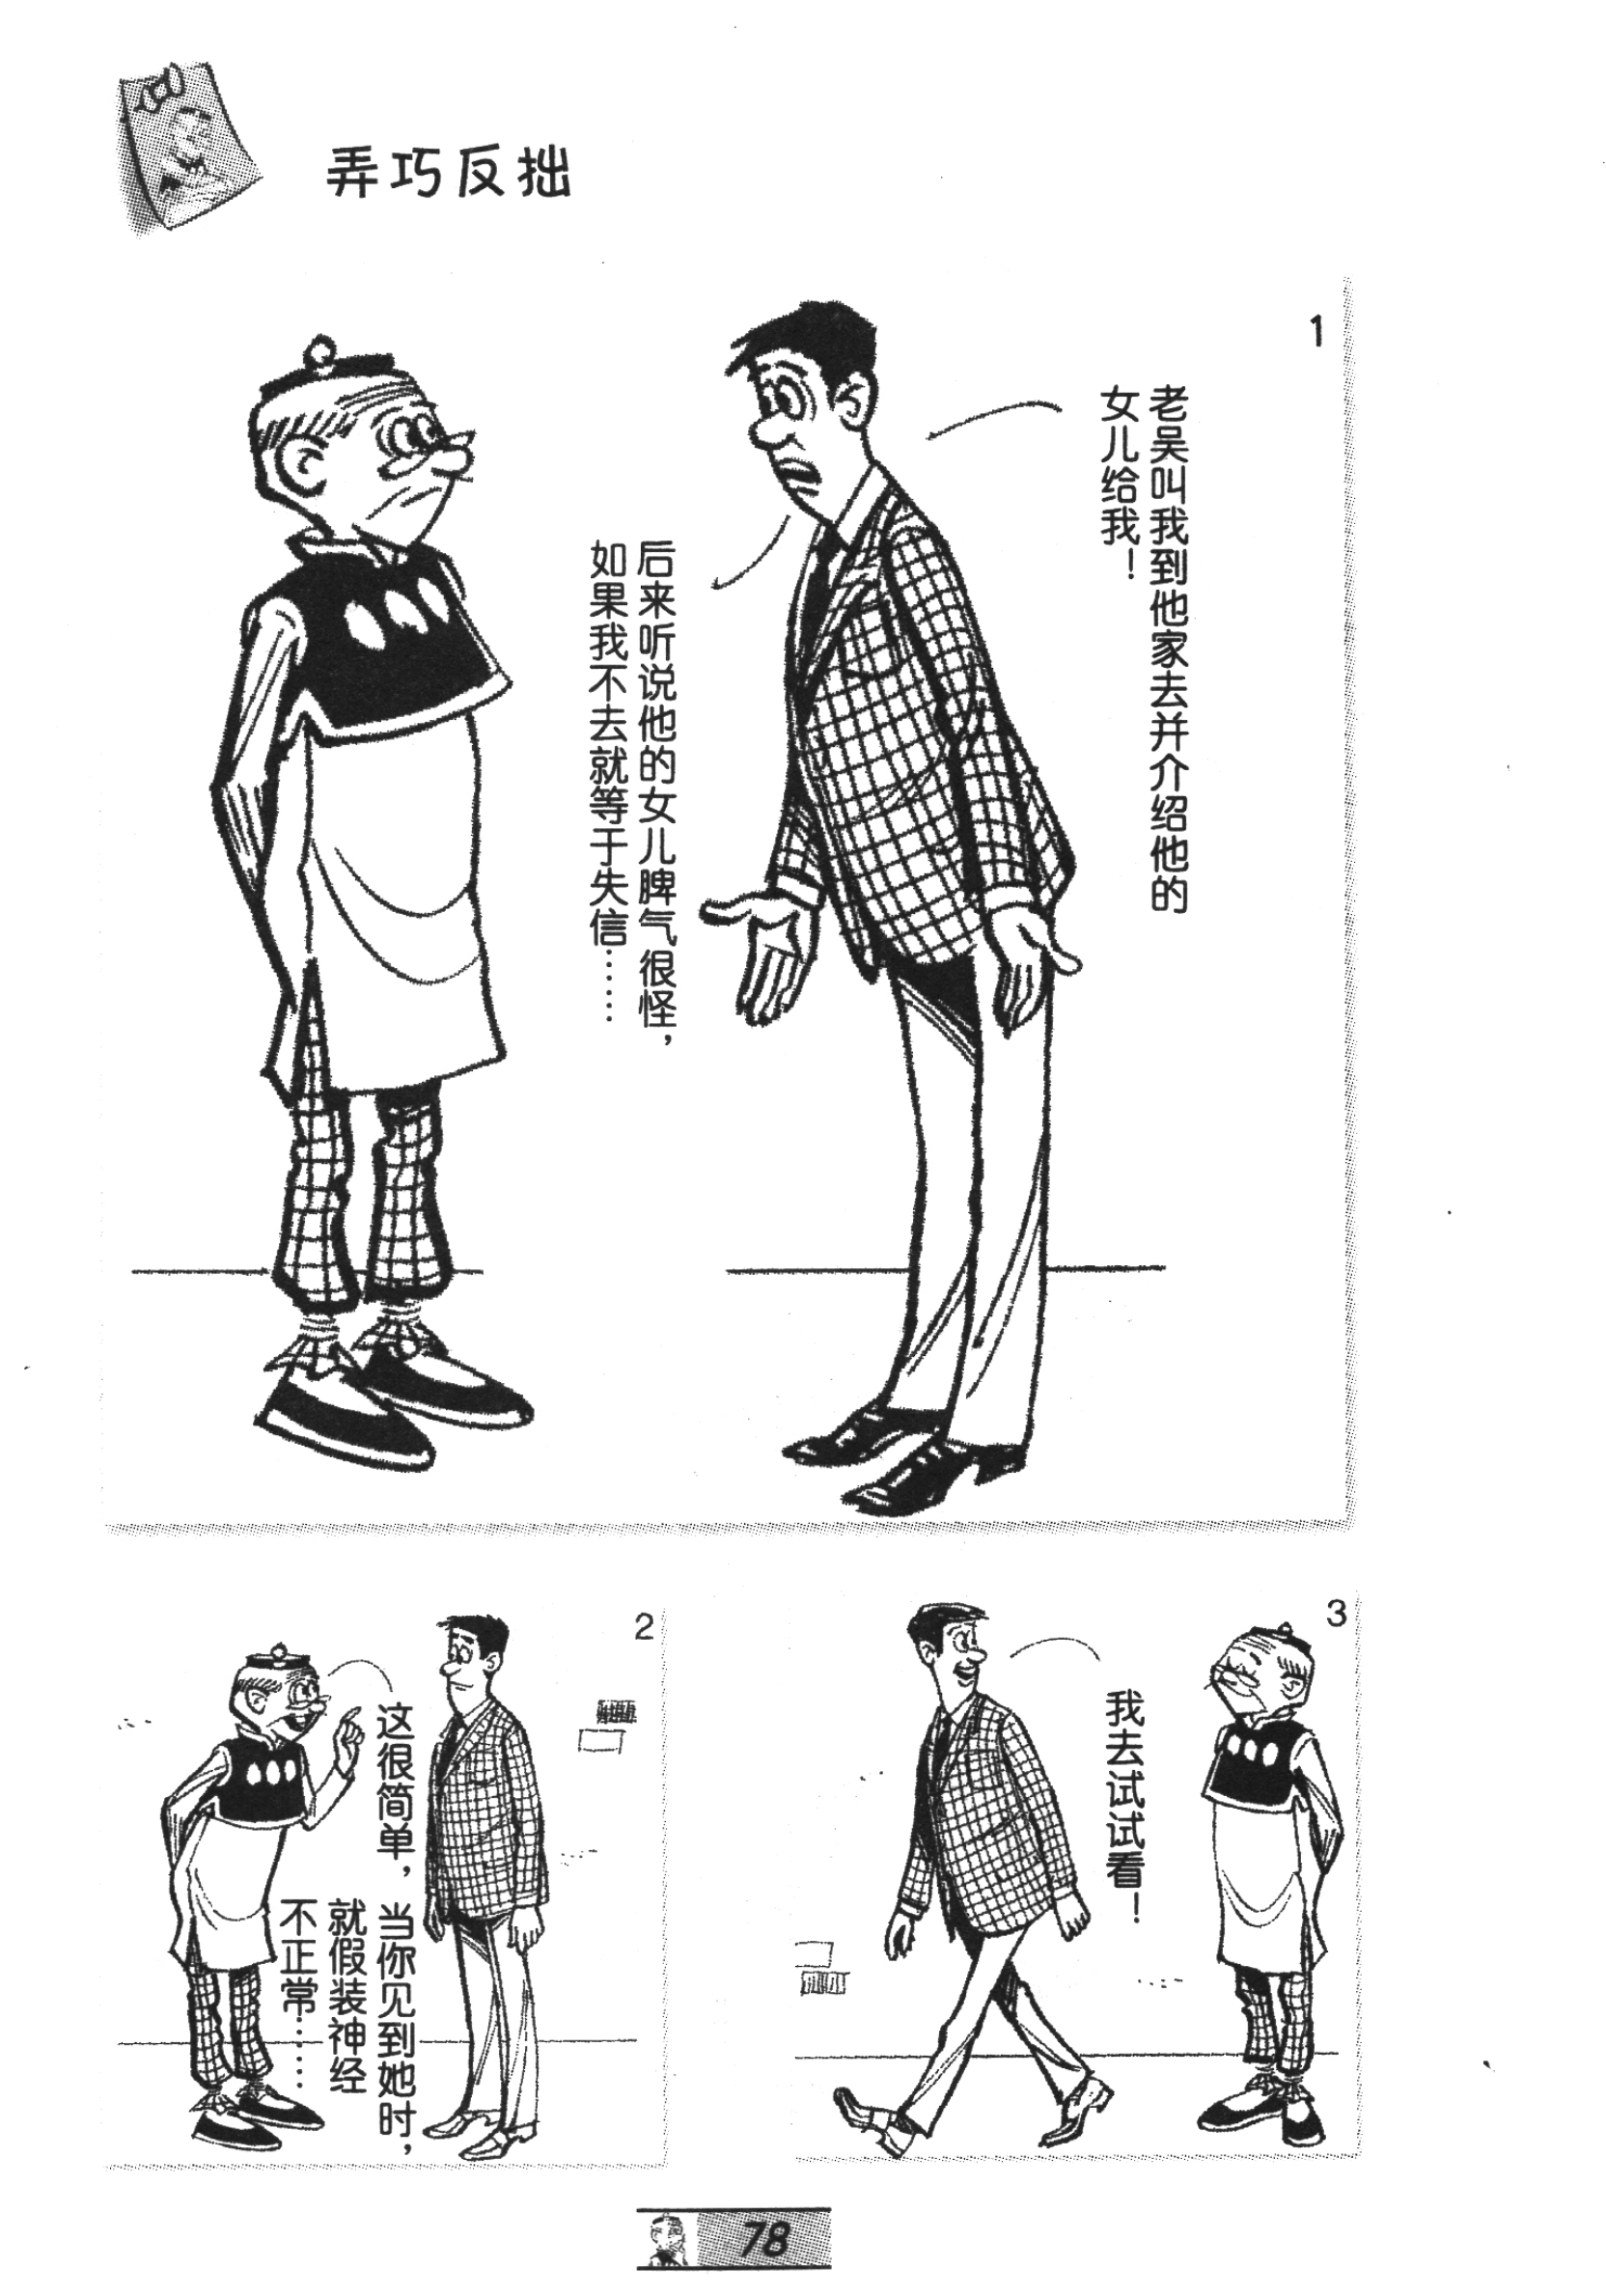 弄巧反拙
1
老吴叫我到他家去并介绍他的
女儿给我！
后来听说他的女儿脾气很怪，
如果我不去就等于失信……
2
这很简单，当你见到她时，
就假装神经
不正常……
3
我去试试看！
78